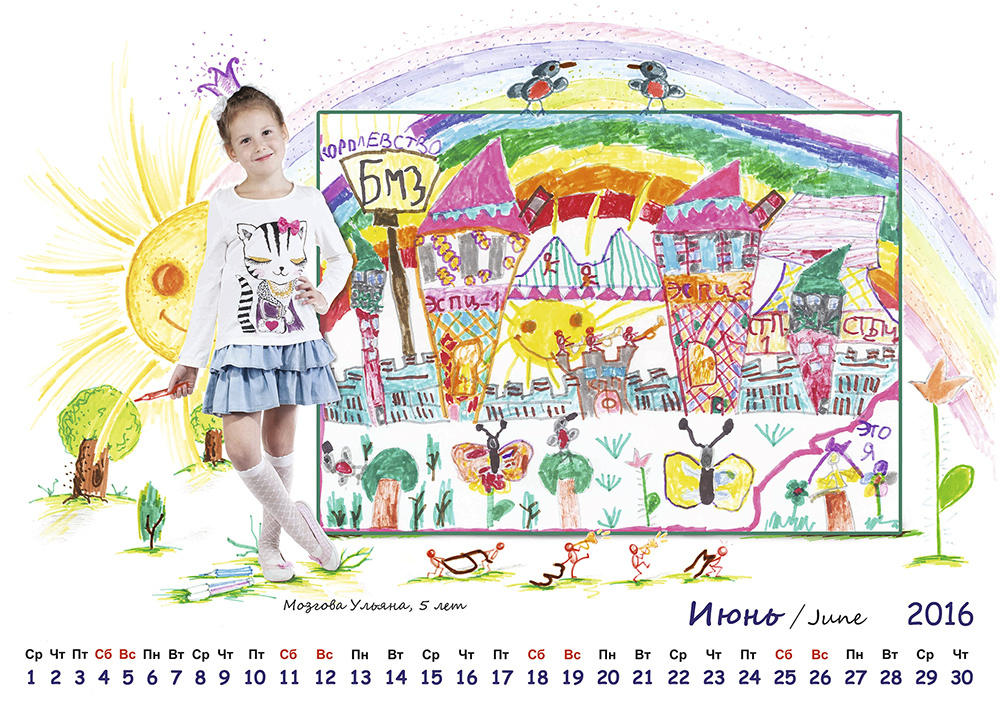 КОРОЛЕВСТВО
БМЗ
ЭСПЦ-1
ЭСПЦ-2
СТПЦ
1
СТПЦ
ЭТО
Я
Мозгова Ульяна, 5 лет
Июнь / June 2016
Ср Чт Пт Сб Вс Пн Вт Ср Чт Пт Сб Вс Пн Вт Ср Чт Пт Сб Вс Пн Вт Ср Чт Пт Сб Вс Пн Вт Ср Чт
1 2 3 4 5 6 7 8 9 10 11 12 13 14 15 16 17 18 19 20 21 22 23 24 25 26 27 28 29 30